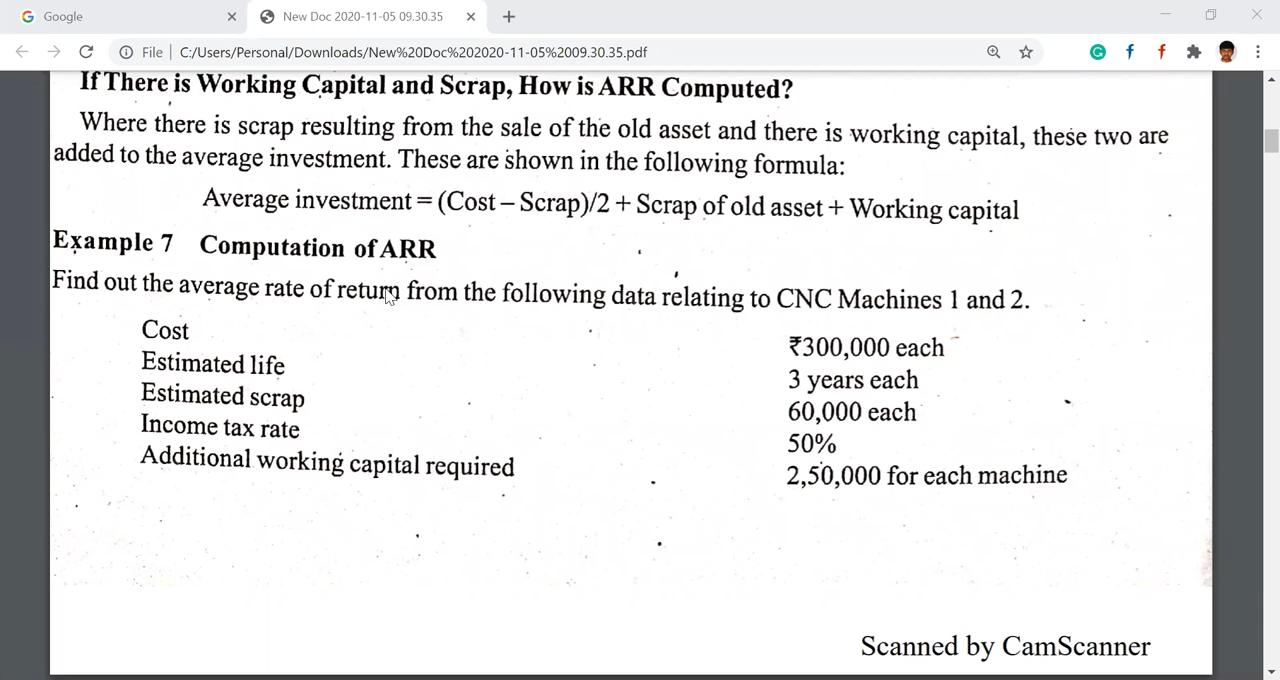 Google
New Doc 2020-11-05 09.30.35
File
C:/Users/Personal/Downloads/New%20Doc%202020-11-05%2009.30.35.pdf
If There is Working Capital and Scrap, How is ARR Computed?
Where there is scrap resulting from the sale of the old asset and there is working capital, these two are
added to the average investment. These are shown in the following formula:
Average investment = (Cost – Scrap)/2 + Scrap of old asset + Working capital
Example 7 Computation of ARR
Find out the average rate of return from the following data relating to CNC Machines 1 and 2.
Cost ₹300,000 each
Estimated life 3 years each
Estimated scrap 60,000 each
Income tax rate 50%
Additional working capital required 2,50,000 for each machine
Scanned by CamScanner